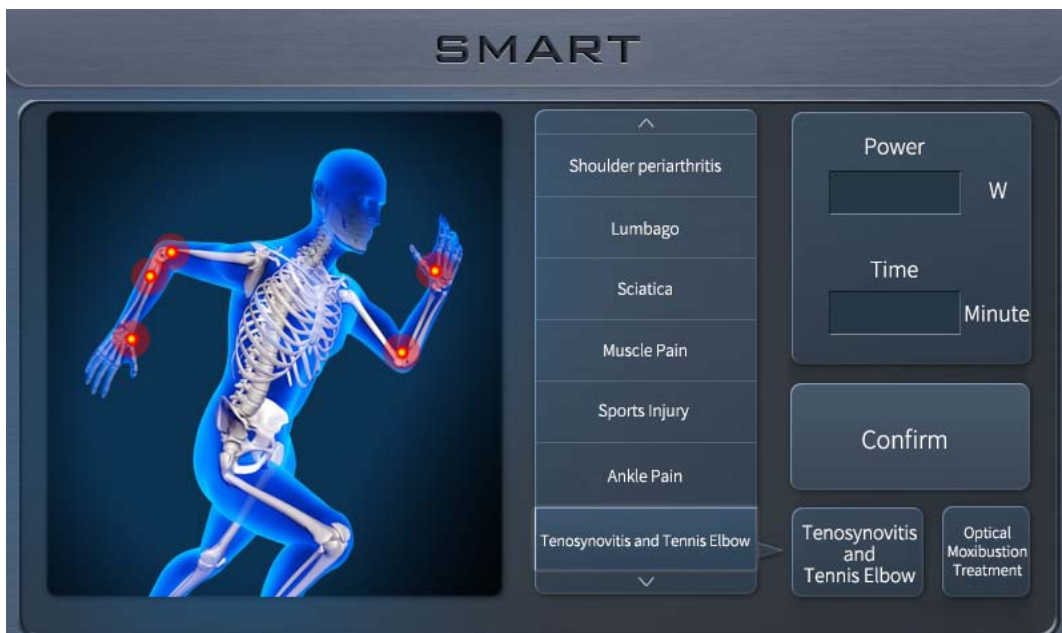 SMART
Shoulder periarthritis
Lumbago
Sciatica
Muscle Pain
Sports Injury
Ankle Pain
Tenosynovitis and Tennis Elbow
Power
W
Time
Minute
Confirm
Tenosynovitis
and
Tennis Elbow
Optical
Moxibustion
Treatment